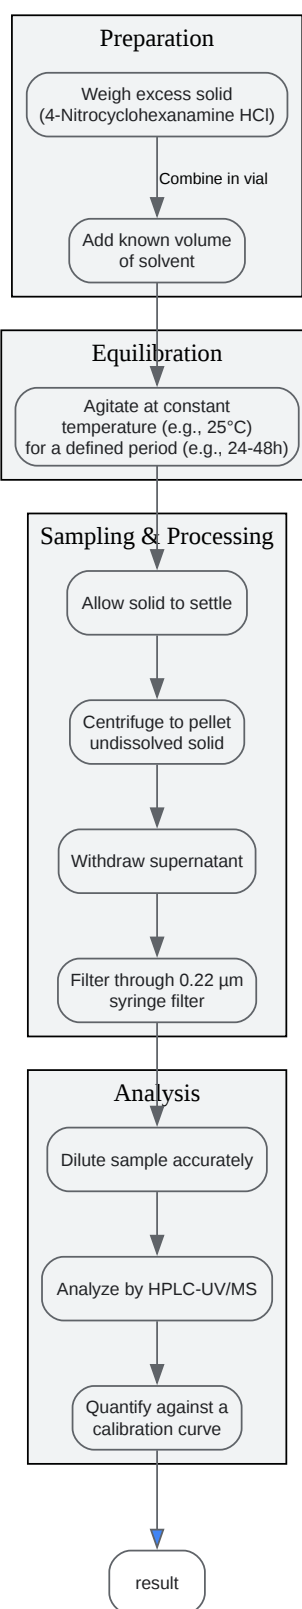 Preparation
Weigh excess solid
(4-Nitrocyclohexanamine HCl)
Combine in vial
Add known volume
of solvent
Equilibration
Agitate at constant
temperature (e.g., 25°C)
for a defined period (e.g., 24-48h)
Sampling & Processing
Allow solid to settle
Centrifuge to pellet
undissolved solid
Withdraw supernatant
Filter through 0.22 µm
syringe filter
Analysis
Dilute sample accurately
Analyze by HPLC-UV/MS
Quantify against a
calibration curve
result